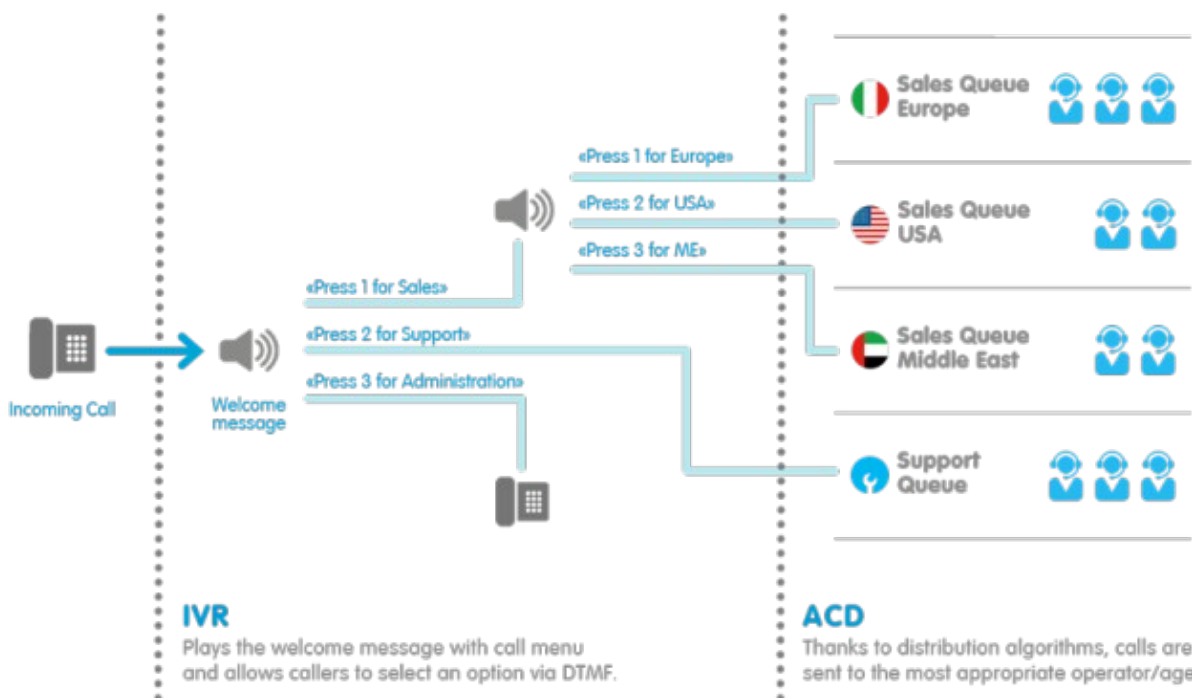 Sales Queue
Europe
«Press 1 for Europe»
«Press 2 for USA»
Sales Queue
USA
«Press 3 for ME»
«Press 1 for Sales»
«Press 2 for Support»
Sales Queue
Middle East
«Press 3 for Administration»
Incoming Call
Welcome
message
Support
Queue
IVR
Plays the welcome message with call menu
and allows callers to select an option via DTMF.
ACD
Thanks to distribution algorithms, calls are
sent to the most appropriate operator/age